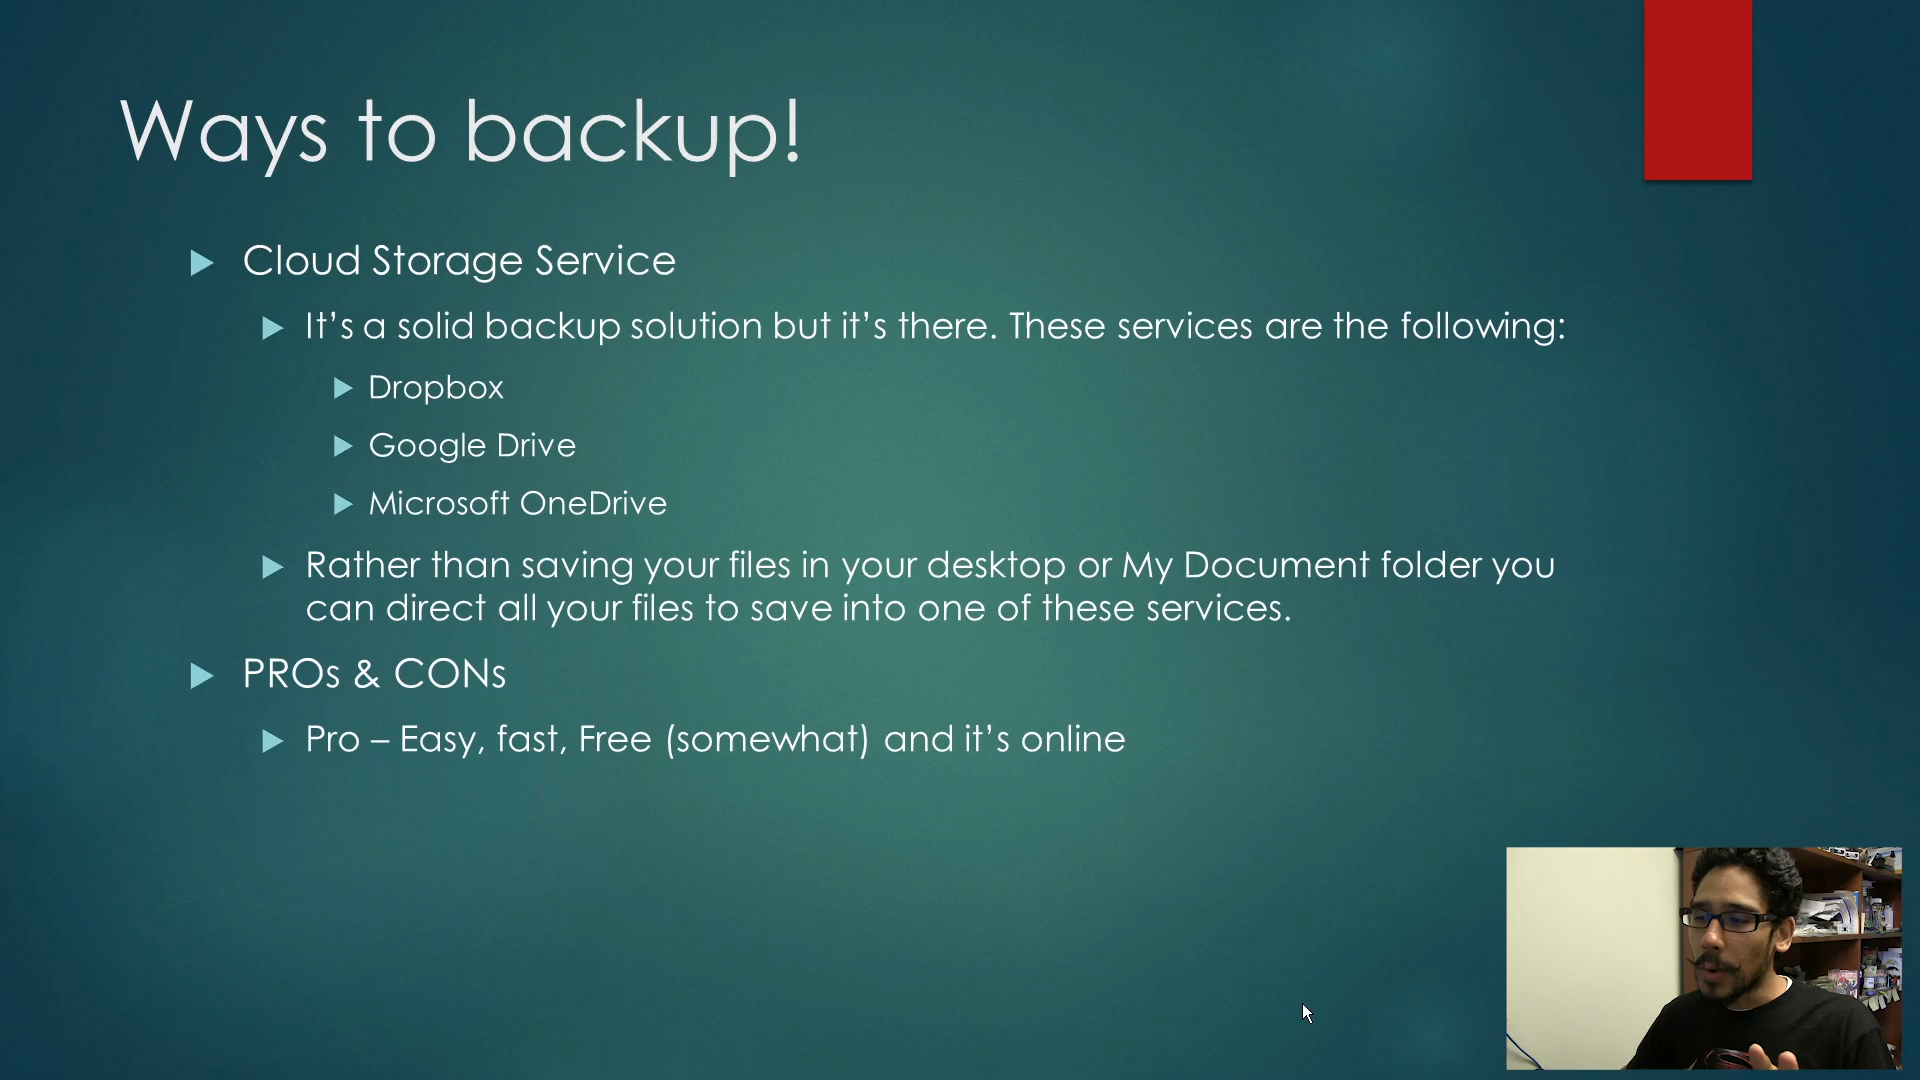 Ways to backup!
Cloud Storage Service
It’s a solid backup solution but it’s there. These services are the following:
Dropbox
Google Drive
Microsoft OneDrive
Rather than saving your files in your desktop or My Document folder you
can direct all your files to save into one of these services.
PROs & CONs
Pro – Easy, fast, Free (somewhat) and it’s online